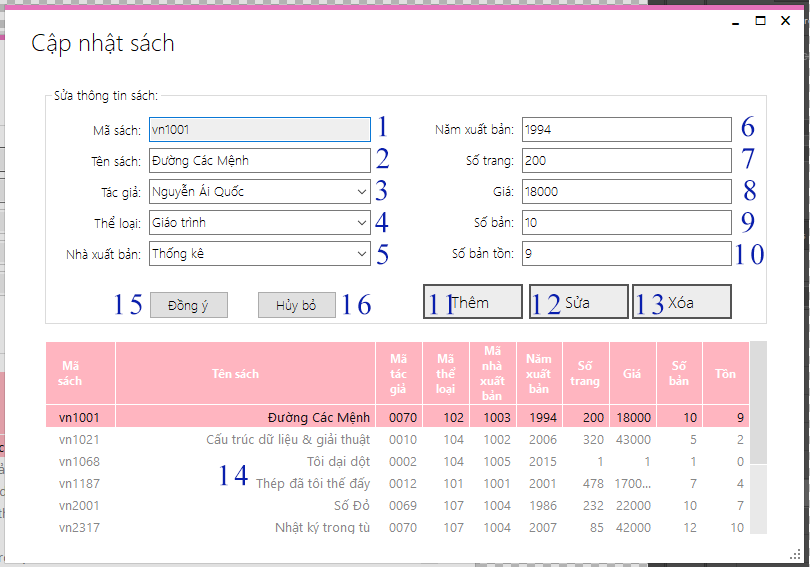 Cập nhật sách
Sửa thông tin sách:
Mã sách: vn1001 1 Năm xuất bản: 1994 6
Tên sách: Đường Các Mệnh 2 Số trang: 200 7
Tác giả: Nguyễn Ái Quốc 3 Giá: 18000 8
Thể loại: Giáo trình 4 Số bản: 10 9
Nhà xuất bản: Thống kê 5 Số bản tồn: 9 10
15 Đồng ý Hủy bỏ 16 11 Thêm 12 Sửa 13 Xóa
Mã sách Tên sách Mã tác giả Mã thể loại Mã nhà xuất bản Năm xuất bản Số trang Giá Số bản Tồn
vn1001 Đường Các Mệnh 0070 102 1003 1994 200 18000 10 9
vn1021 Cấu trúc dữ liệu & giải thuật 0010 104 1002 2006 320 43000 5 2
vn1068 Tôi dại dột 0002 104 1005 2015 1 1 1 0
vn1187 14 Thép đã tôi thế đấy 0012 101 1001 2001 478 1700... 7 4
vn2001 Số Đỏ 0069 107 1004 1986 232 22000 10 7
vn2317 Nhật ký trong tù 0070 107 1004 2007 85 42000 12 10